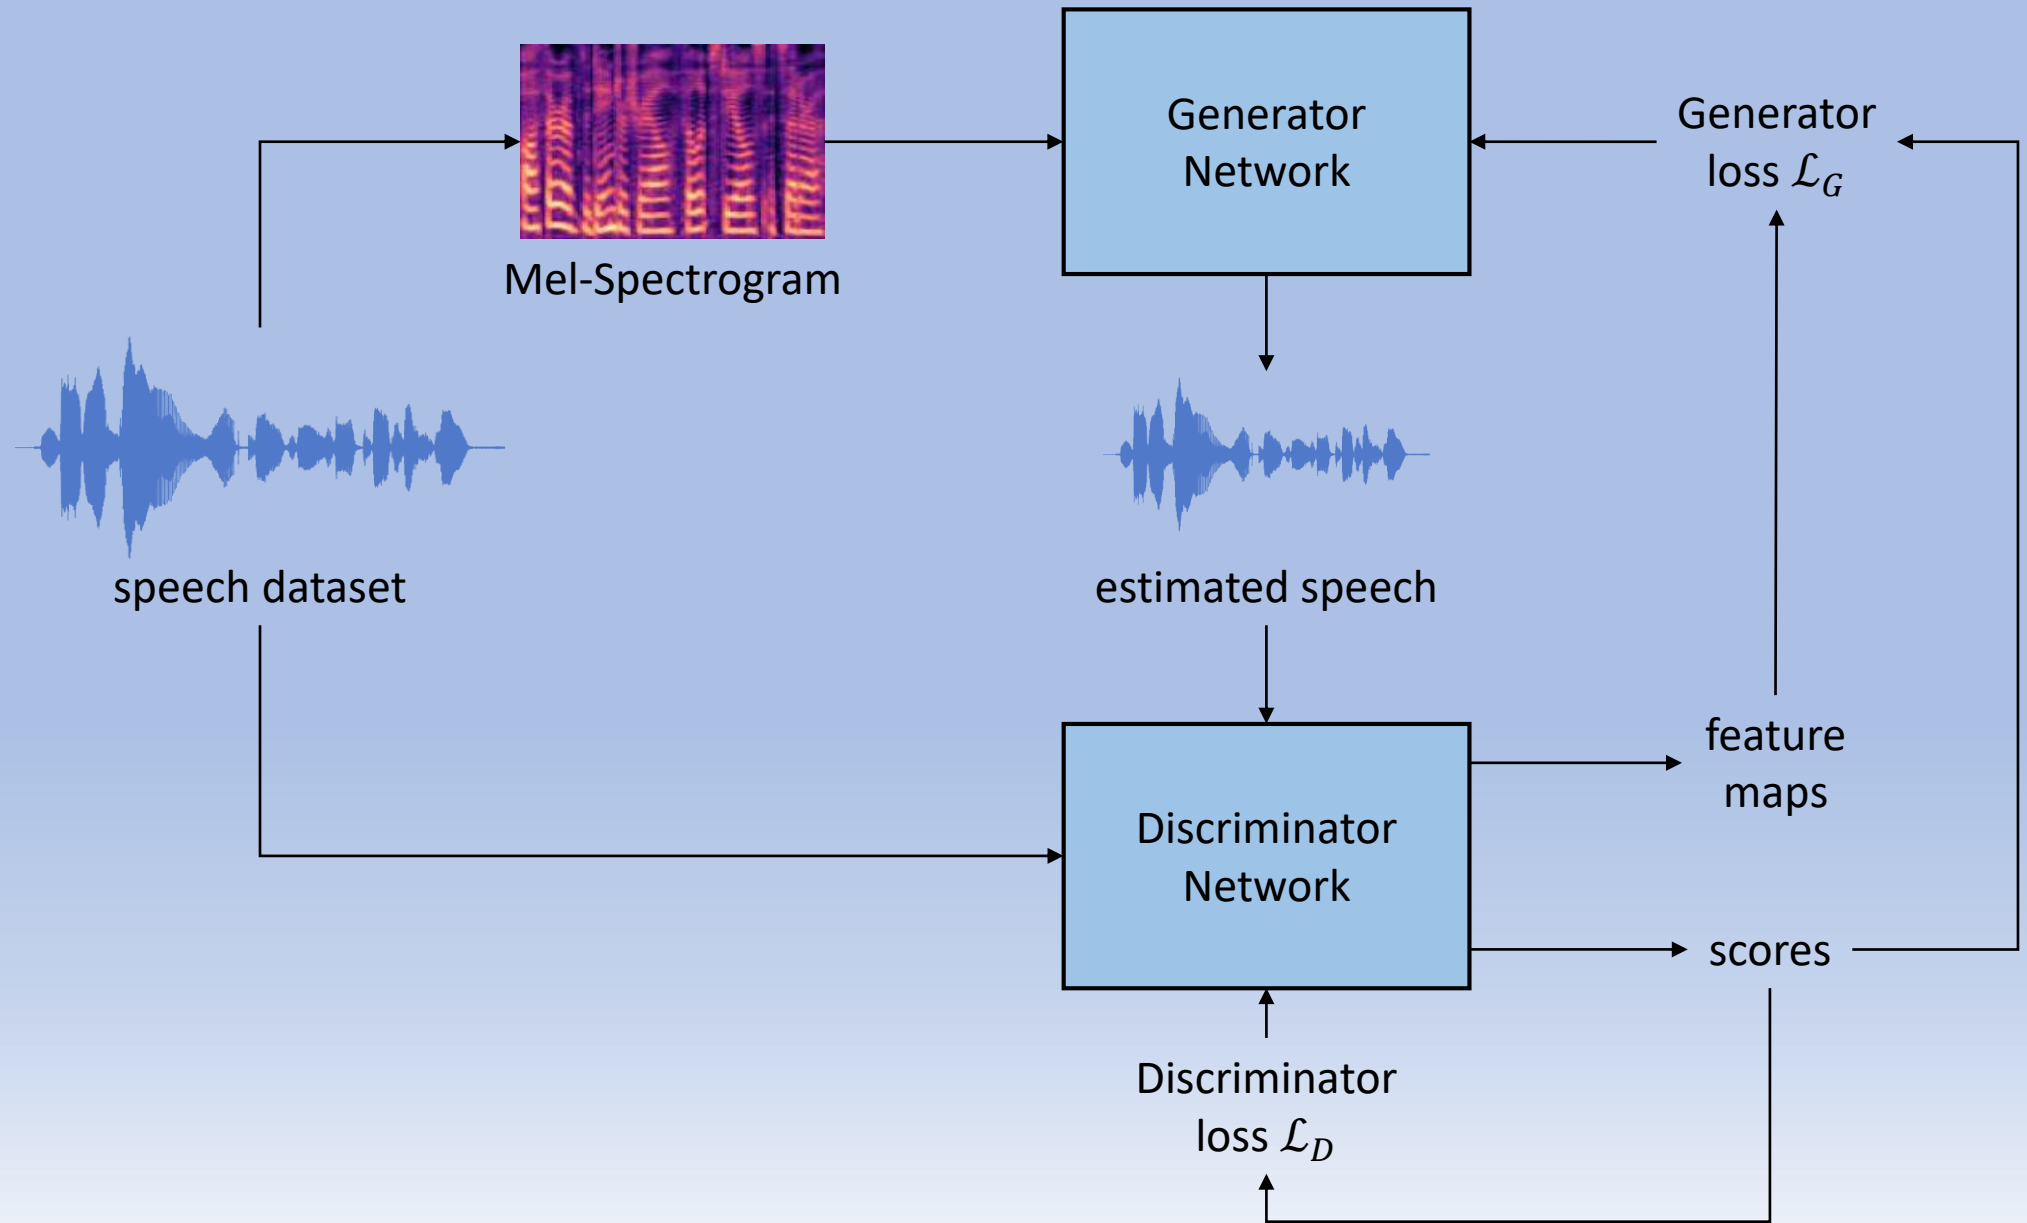 Generator
Network
Generator
loss ℒ_G
Mel-Spectrogram
speech dataset
estimated speech
feature
maps
Discriminator
Network
scores
Discriminator
loss ℒ_D